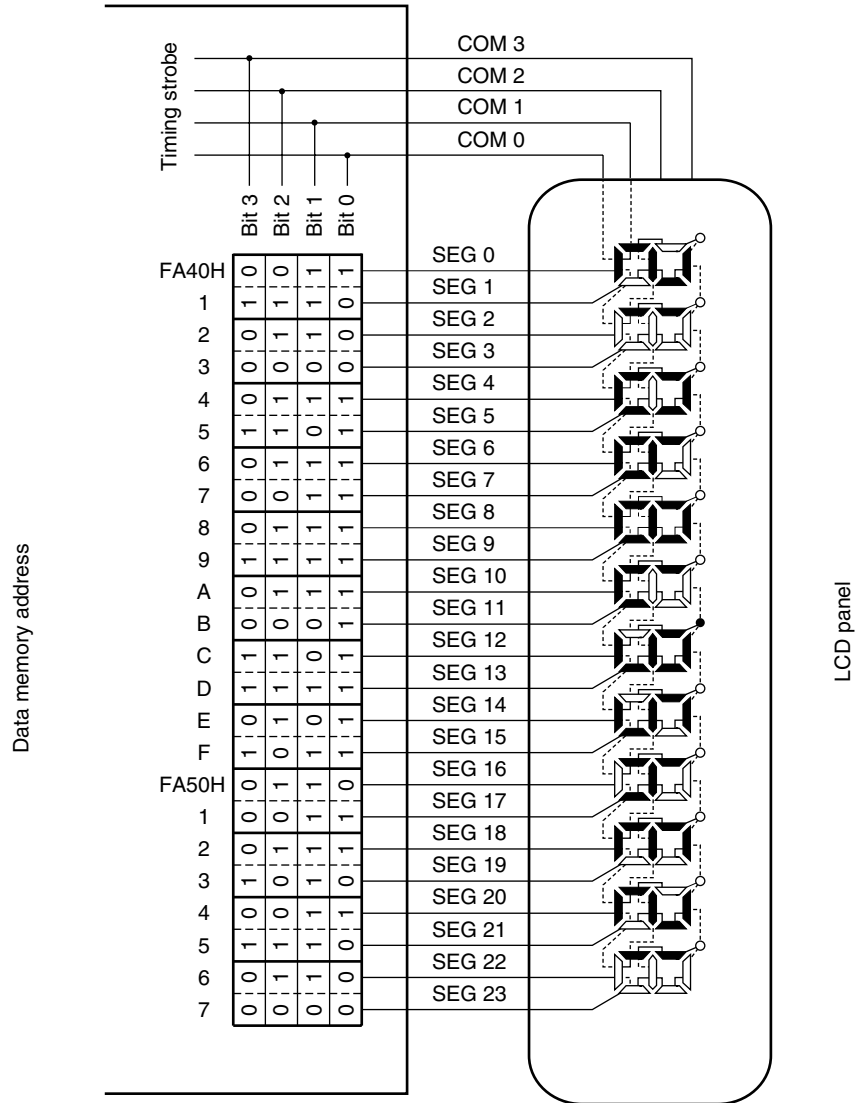 Timing strobe
COM 3
COM 2
COM 1
COM 0
Bit 3 Bit 2 Bit 1 Bit 0
FA40H 0 0 1 1 SEG 0
1 1 1 1 0 SEG 1
2 0 1 1 0 SEG 2
3 0 0 0 0 SEG 3
4 0 1 1 1 SEG 4
5 1 1 0 1 SEG 5
6 0 1 1 1 SEG 6
7 0 0 1 1 SEG 7
8 0 1 1 1 SEG 8
9 1 1 1 1 SEG 9
A 0 1 1 1 SEG 10
B 0 0 0 1 SEG 11
C 1 1 0 1 SEG 12
D 1 1 1 1 SEG 13
E 0 1 0 1 SEG 14
F 1 0 1 1 SEG 15
FA50H 0 1 1 0 SEG 16
1 0 0 1 1 SEG 17
2 0 1 1 1 SEG 18
3 1 0 1 0 SEG 19
4 0 0 1 1 SEG 20
5 1 1 1 0 SEG 21
6 0 1 1 0 SEG 22
7 0 0 0 0 SEG 23
Data memory address
LCD panel